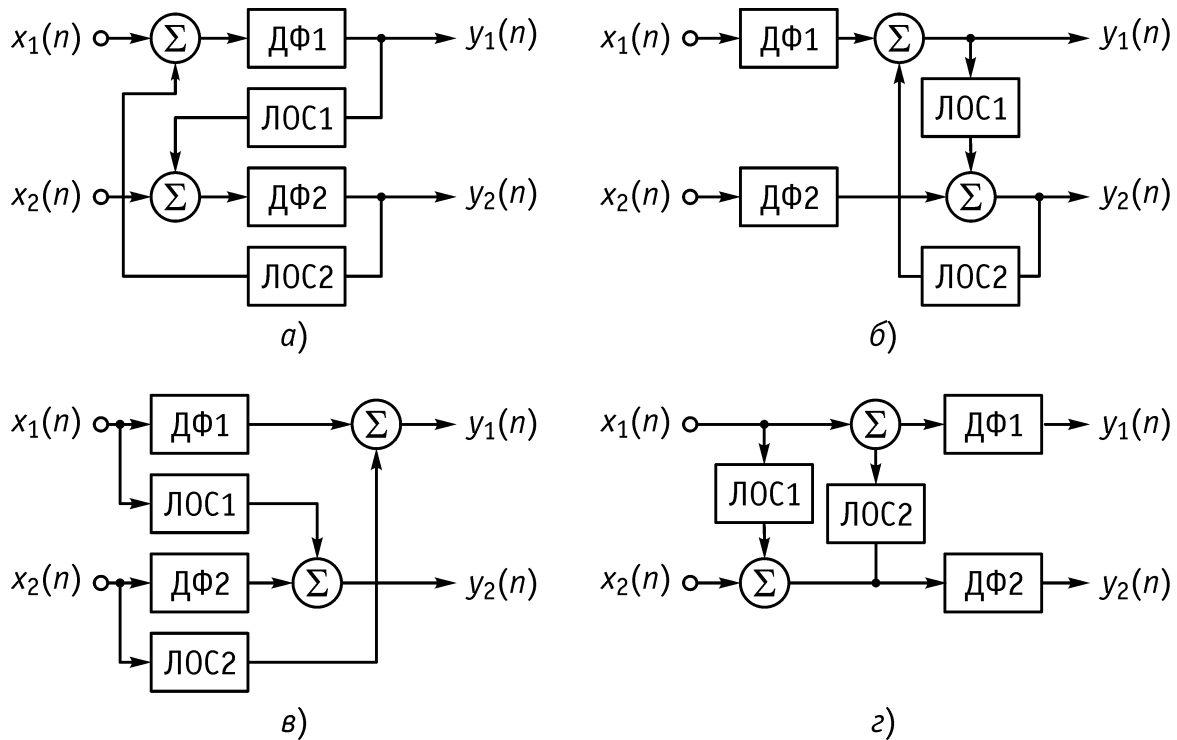 x₁(n) Σ ДФ1 y₁(n)
ЛОС1
x₂(n) Σ ДФ2 y₂(n)
ЛОС2
а)
x₁(n) ДФ1 Σ y₁(n)
ЛОС1
x₂(n) ДФ2 Σ y₂(n)
ЛОС2
б)
x₁(n) ДФ1 Σ y₁(n)
ЛОС1
x₂(n) ДФ2 Σ y₂(n)
ЛОС2
в)
x₁(n) Σ ДФ1 y₁(n)
ЛОС1 ЛОС2
x₂(n) Σ ДФ2 y₂(n)
г)